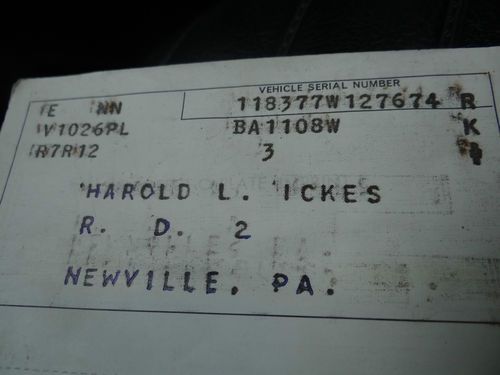 VEHICLE SERIAL NUMBER
E NN 118377W127674 R
V1026PL BA1108W K
R7R12 3
HAROLD L. ICKES
R. D. 2
NEWVILLE, PA.